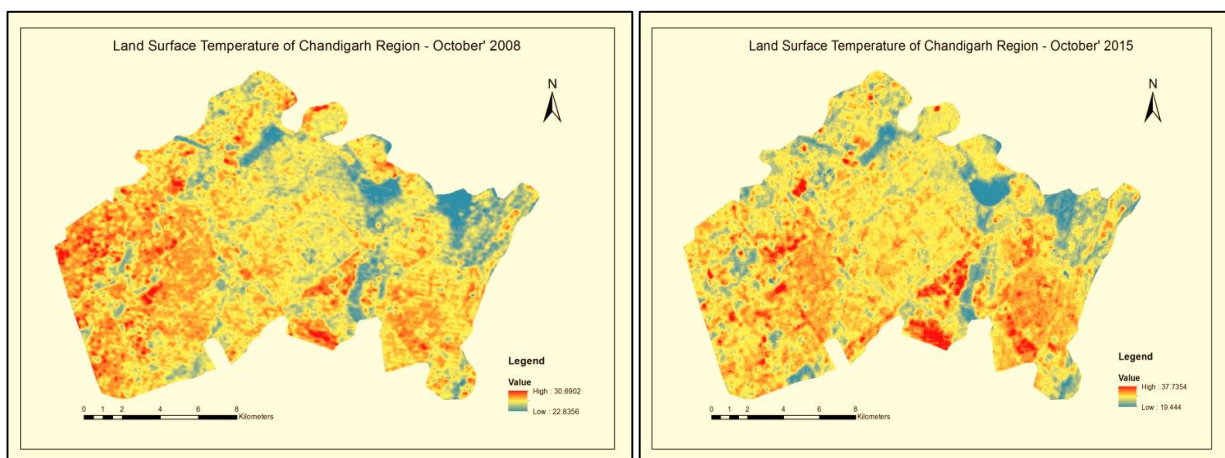 Land Surface Temperature of Chandigarh Region - October' 2008
N
Legend
Value
High : 30.6902
Low : 22.8356
0 1 2 4 6 8
Kilometers
Land Surface Temperature of Chandigarh Region - October' 2015
N
Legend
Value
High : 37.7354
Low : 19.444
0 1 2 4 6 8
Kilometers